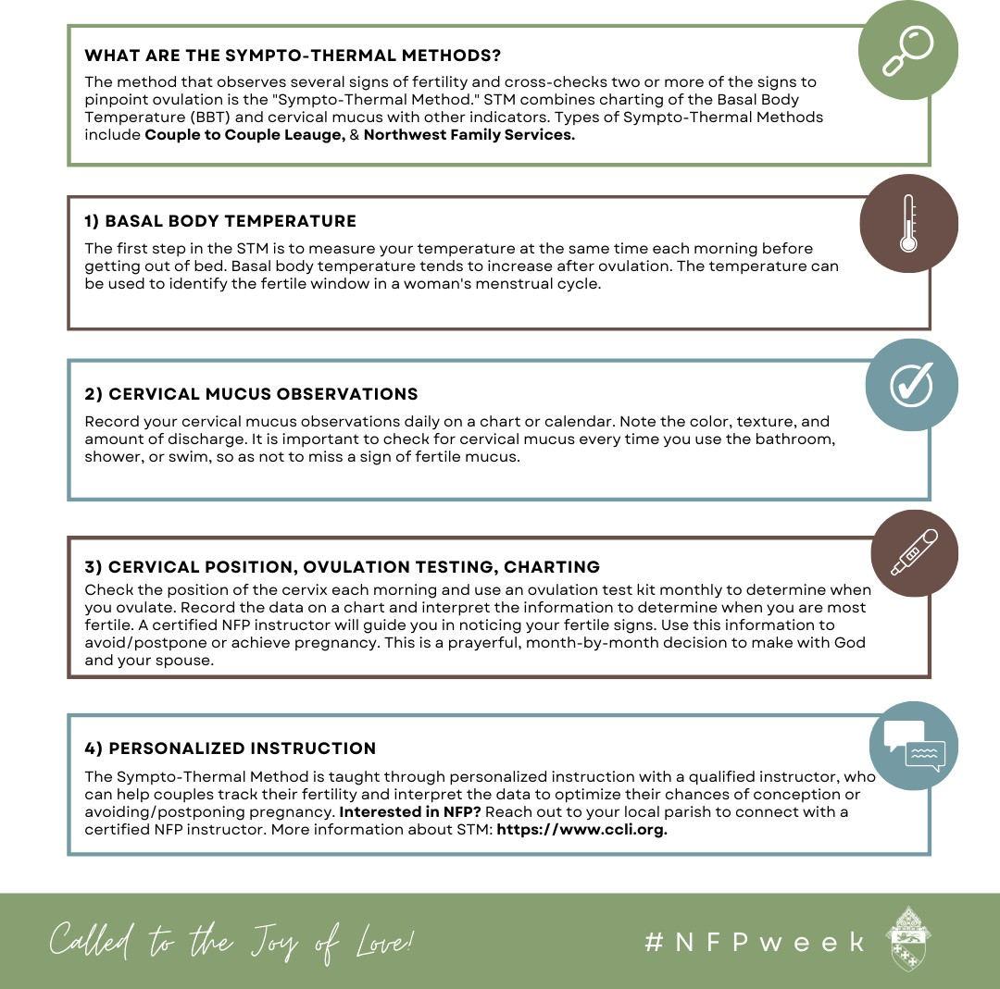 WHAT ARE THE SYMPTO-THERMAL METHODS?
The method that observes several signs of fertility and cross-checks two or more of the signs to
pinpoint ovulation is the "Sympto-Thermal Method." STM combines charting of the Basal Body
Temperature (BBT) and cervical mucus with other indicators. Types of Sympto-Thermal Methods
include Couple to Couple Leauge, & Northwest Family Services.
1) BASAL BODY TEMPERATURE
The first step in the STM is to measure your temperature at the same time each morning before
getting out of bed. Basal body temperature tends to increase after ovulation. The temperature can
be used to identify the fertile window in a woman's menstrual cycle.
2) CERVICAL MUCUS OBSERVATIONS
Record your cervical mucus observations daily on a chart or calendar. Note the color, texture, and
amount of discharge. It is important to check for cervical mucus every time you use the bathroom,
shower, or swim, so as not to miss a sign of fertile mucus.
3) CERVICAL POSITION, OVULATION TESTING, CHARTING
Check the position of the cervix each morning and use an ovulation test kit monthly to determine when
you ovulate. Record the data on a chart and interpret the information to determine when you are most
fertile. A certified NFP instructor will guide you in noticing your fertile signs. Use this information to
avoid/postpone or achieve pregnancy. This is a prayerful, month-by-month decision to make with God
and your spouse.
4) PERSONALIZED INSTRUCTION
The Sympto-Thermal Method is taught through personalized instruction with a qualified instructor, who
can help couples track their fertility and interpret the data to optimize their chances of conception or
avoiding/postponing pregnancy. Interested in NFP? Reach out to your local parish to connect with a
certified NFP instructor. More information about STM: https://www.ccli.org.
Called to the Joy of Love!
#NFPweek